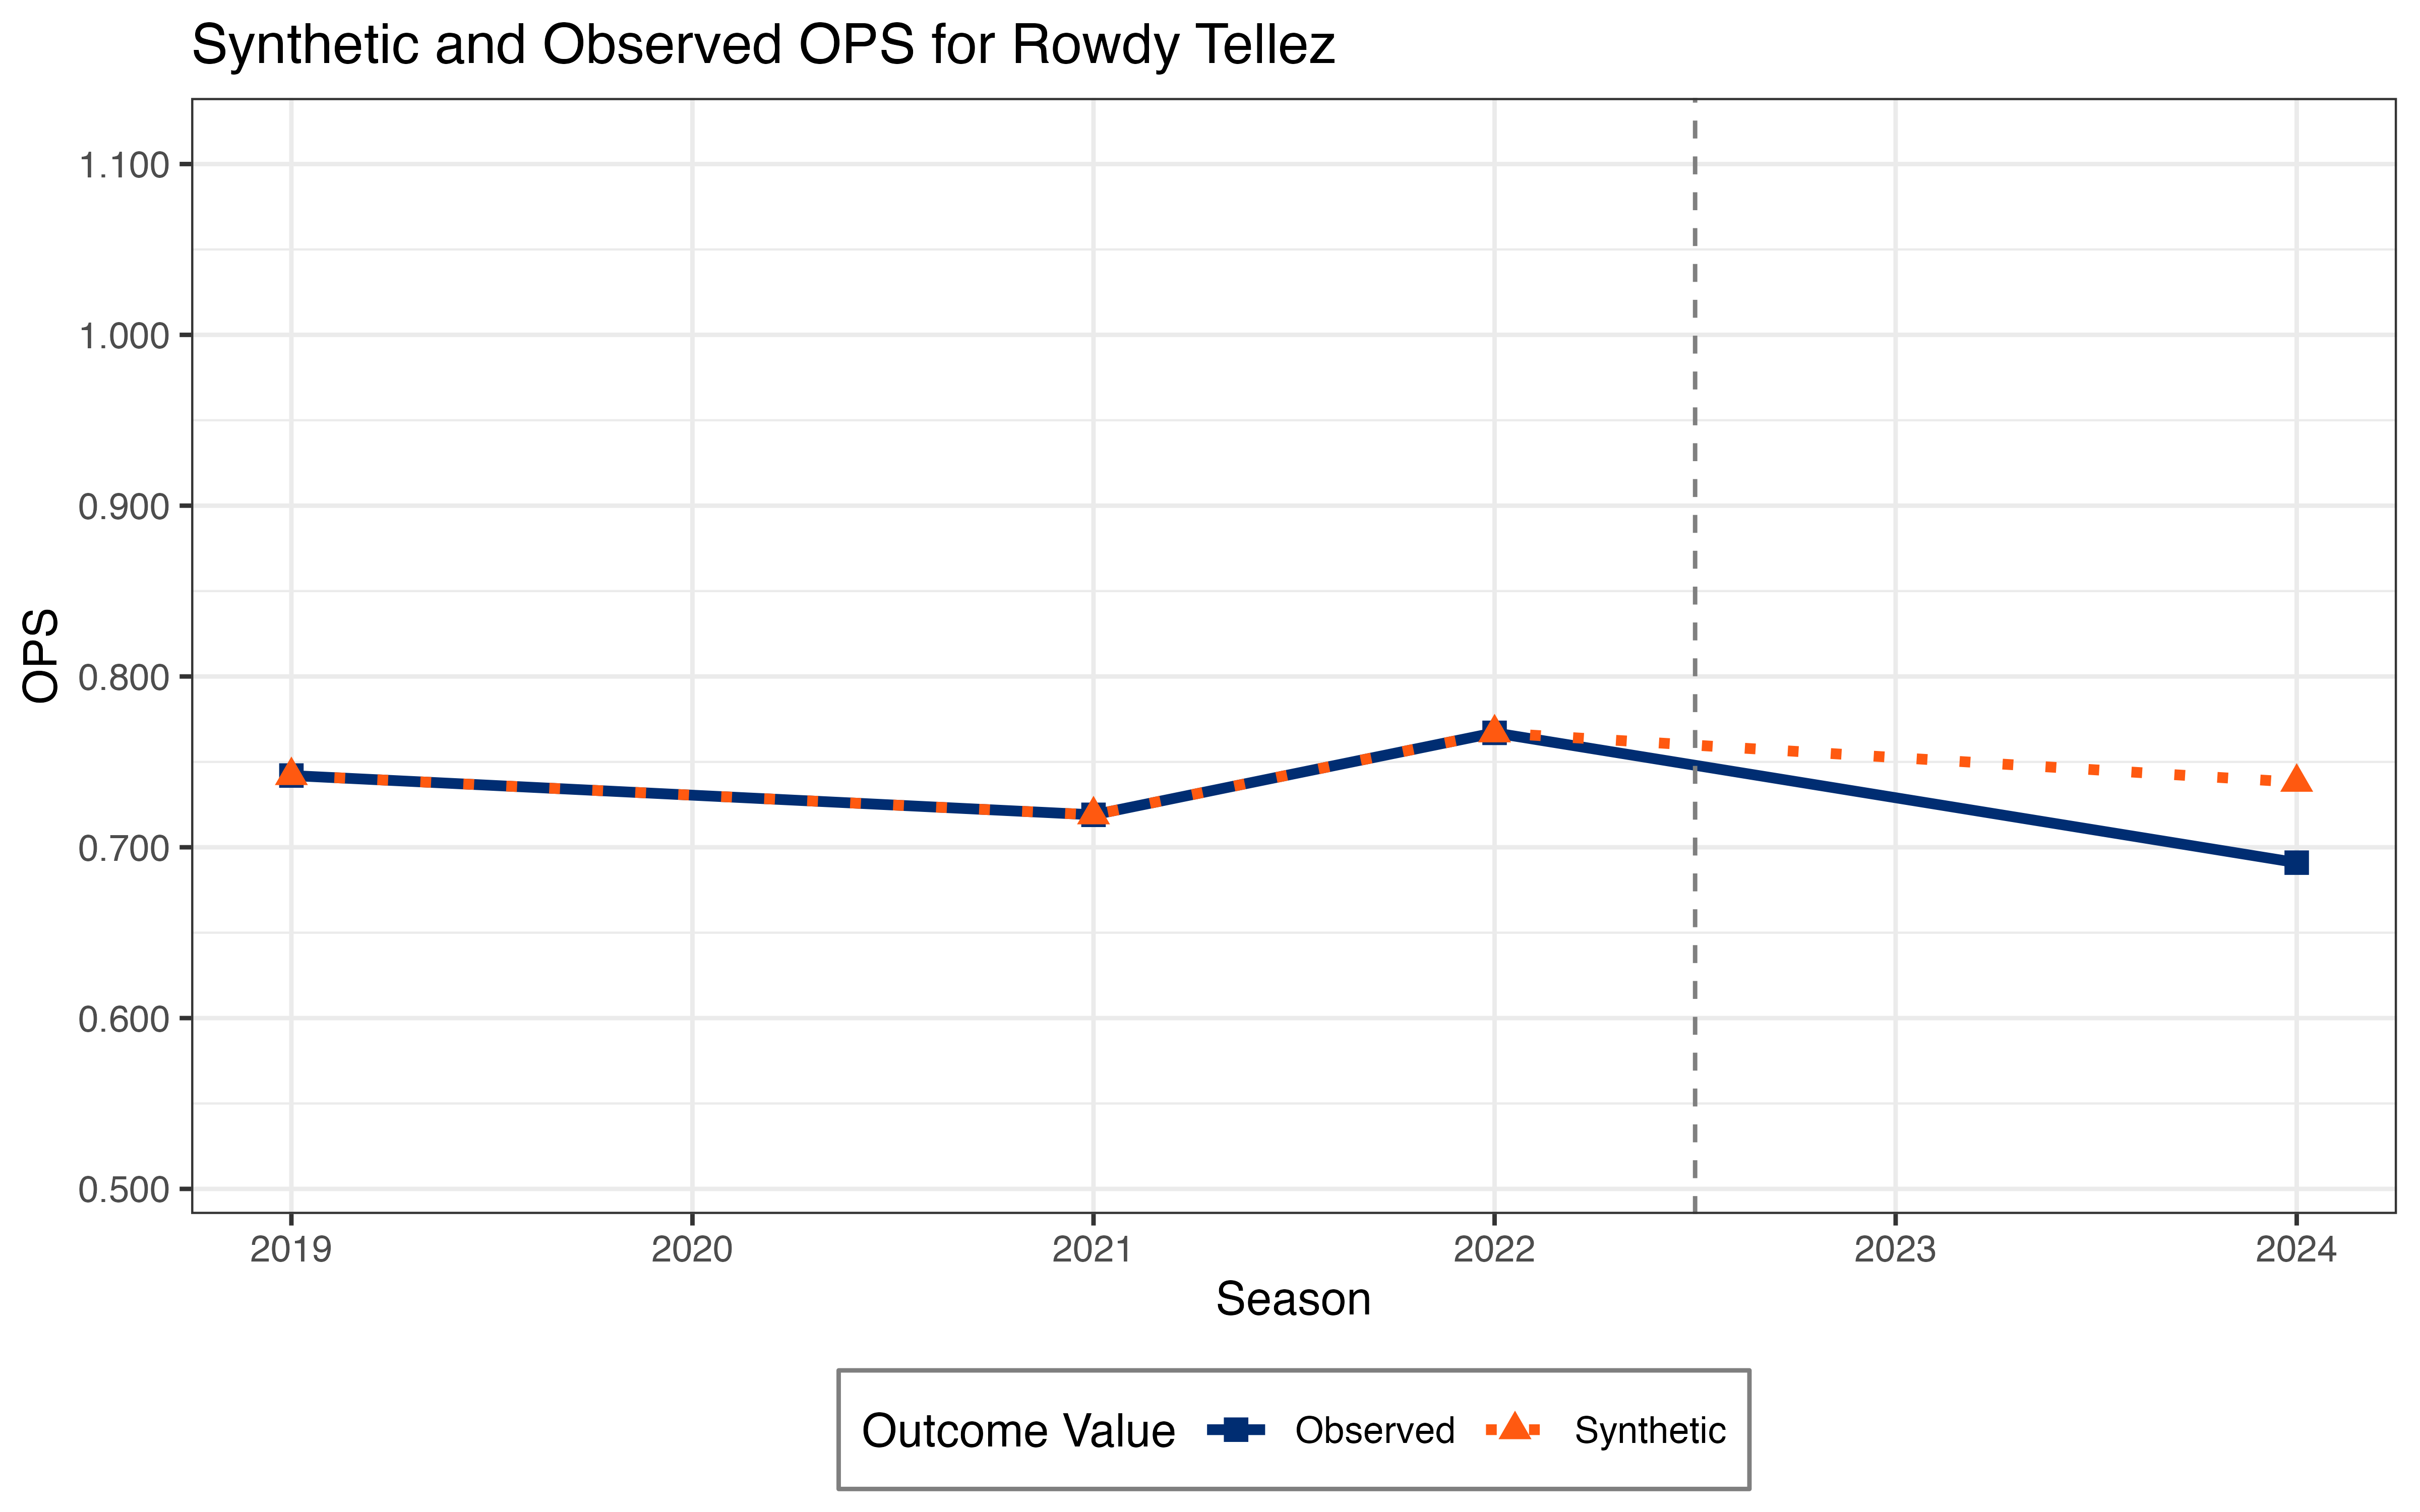 Synthetic and Observed OPS for Rowdy Tellez
1.100
1.000
0.900
0.800
0.700
0.600
0.500
OPS
2019 2020 2021 2022 2023 2024
Season
Outcome Value Observed Synthetic